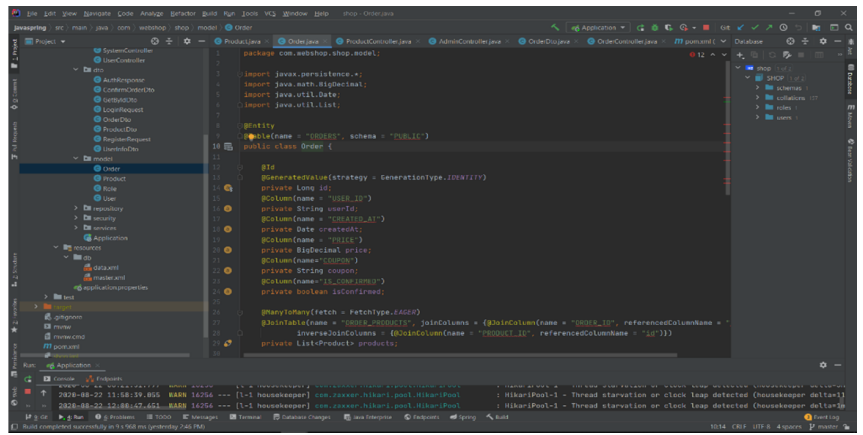 File Edit View Navigate Code Analyze Refactor Build Run Tools VCS Window Help shop - Order.java
javaspring src main java com webshop shop model Order
Application
Git:
Project
Product.java Order.java ProductController.java AdminController.java OrderDto.java OrderController.java pom.xml
Database
SystemController
UserController
dto
AuthResponse
ConfirmOrderDto
GetByIdDto
LoginRequest
OrderDto
ProductDto
RegisterRequest
UserInfoDto
model
Order
Product
Role
User
repository
security
services
Application
resources
db
data.xml
master.xml
application.properties
test
target
.gitignore
mvnw
mvnw.cmd
pom.xml
package com.webshop.shop.model;
import javax.persistence.*;
import java.math.BigDecimal;
import java.util.Date;
import java.util.List;
@Entity
@Table(name = "ORDERS", schema = "PUBLIC")
public class Order {
@Id
@GeneratedValue(strategy = GenerationType.IDENTITY)
private Long id;
@Column(name = "USER_ID")
private String userId;
@Column(name = "CREATED_AT")
private Date createdAt;
@Column(name = "PRICE")
private BigDecimal price;
@Column(name="COUPON")
private String coupon;
@Column(name="IS_CONFIRMED")
private boolean isConfirmed;
@ManyToMany(fetch = FetchType.EAGER)
@JoinTable(name = "ORDER_PRODUCTS", joinColumns = {@JoinColumn(name = "ORDER_ID", referencedColumnName = "
inverseJoinColumns = {@JoinColumn(name = "PRODUCT_ID", referencedColumnName = "id")})
private List<Product> products;
12
shop
SHOP
schemas
collations
roles
users
Run: Application
Console Endpoints
2020-08-22 11:58:39.055 WARN 16256 --- [l-1 housekeeper] com.zaxxer.hikari.pool.HikariPool : HikariPool-1 - Thread starvation or clock leap detected (housekeeper delta=
2020-08-22 12:08:47.651 WARN 16256 --- [l-1 housekeeper] com.zaxxer.hikari.pool.HikariPool : HikariPool-1 - Thread starvation or clock leap detected (housekeeper delta=
9: Git 4: Run 6: Problems TODO Messages Terminal Database Changes Java Enterprise Endpoints Spring Build Event Log
Build completed successfully in 9 s 968 ms (yesterday 2:46 PM) 10:14 CRLF UTF-8 4 spaces master